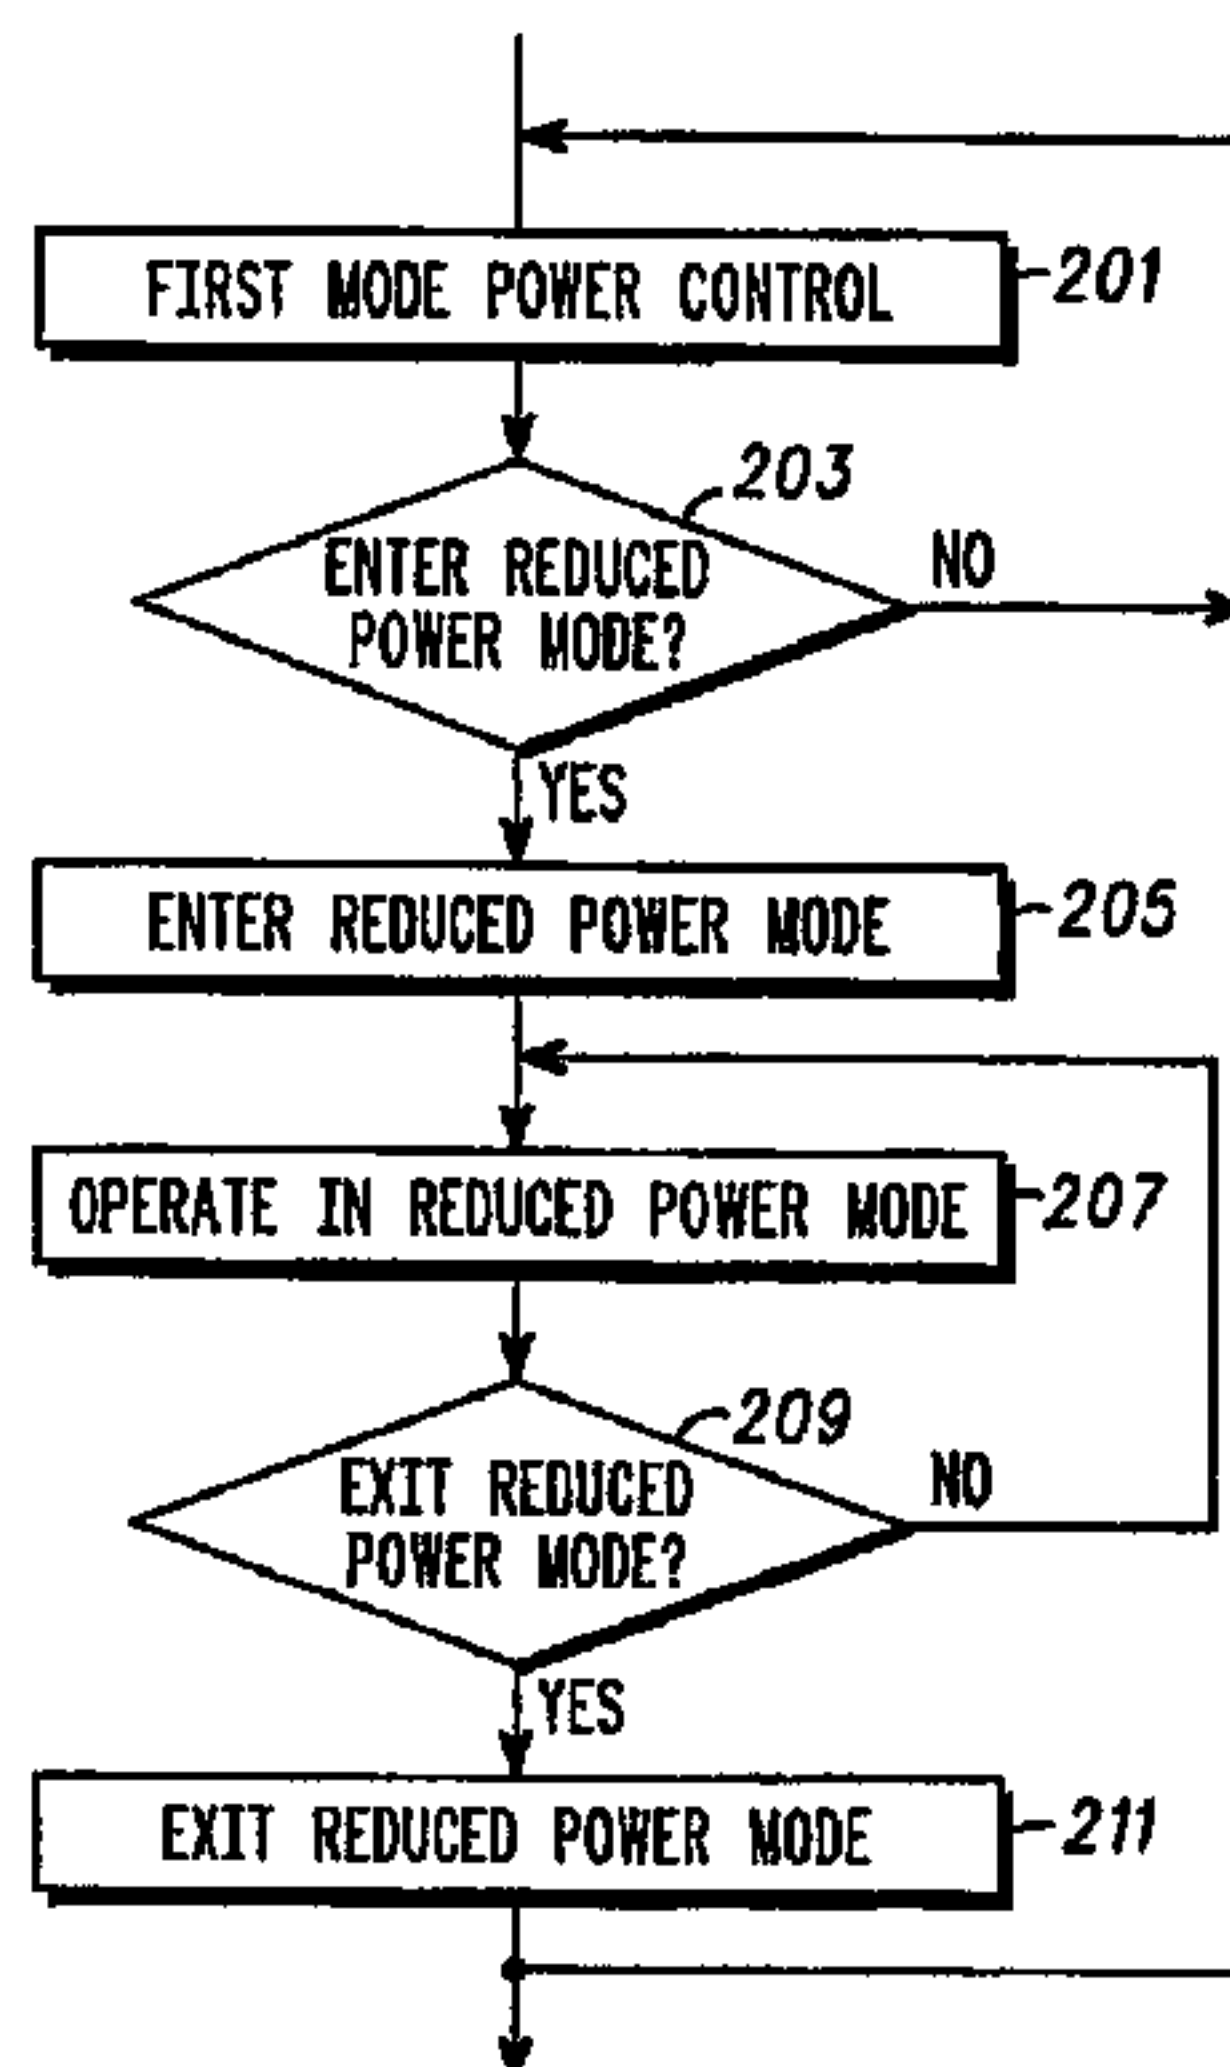 FIRST MODE POWER CONTROL
201
203
ENTER REDUCED
POWER MODE?
NO
YES
ENTER REDUCED POWER MODE
205
OPERATE IN REDUCED POWER MODE
207
209
EXIT REDUCED
POWER MODE?
NO
YES
EXIT REDUCED POWER MODE
211